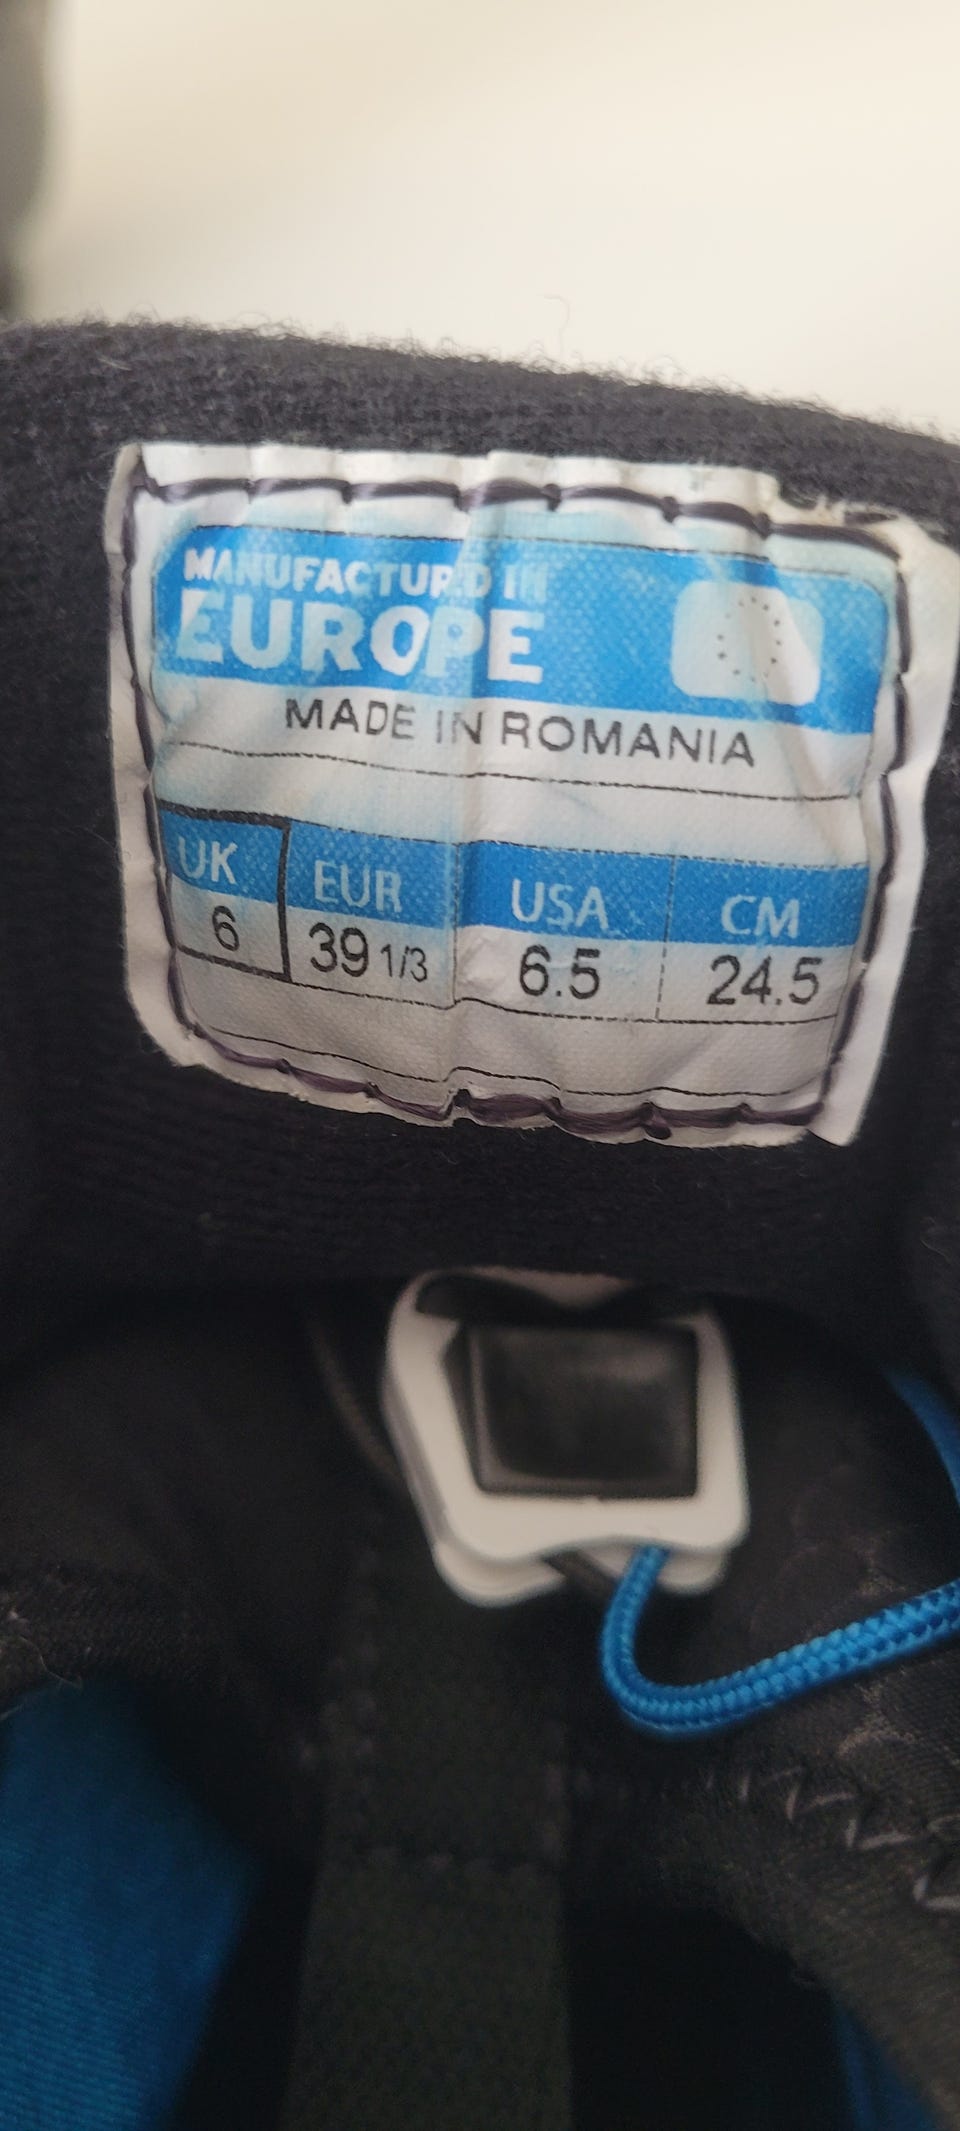 MANUFACTURED IN
EUROPE
MADE IN ROMANIA
UK EUR USA CM
6 39 1/3 6.5 24.5